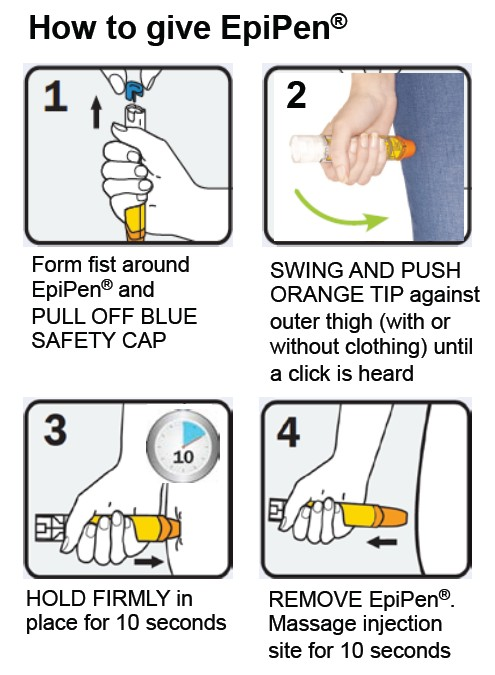 How to give EpiPen®
1
Form fist around
EpiPen® and
PULL OFF BLUE
SAFETY CAP
2
SWING AND PUSH
ORANGE TIP against
outer thigh (with or
without clothing) until
a click is heard
3
10
HOLD FIRMLY in
place for 10 seconds
4
REMOVE EpiPen®.
Massage injection
site for 10 seconds